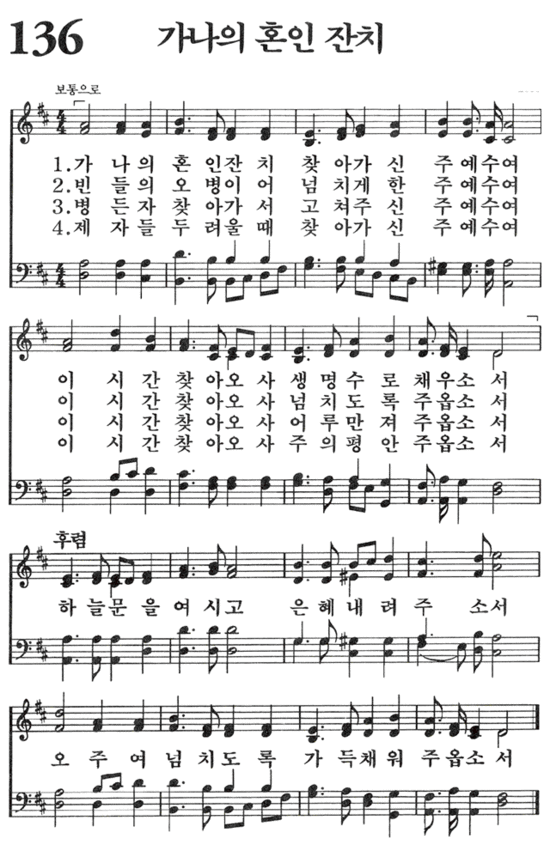 136 가나의 혼인 잔치
보통으로
1.가 나의 혼 인잔 치 찾 아가 신 주 예수여
2.빈 들의 오 병이 어 넘 치게 한 주 예수여
3.병 든자 찾 아가 서 고 쳐주 신 주 예수여
4.제 자들 두 려울 때 찾 아가 신 주 예수여
이 시 간 찾 아오 사 생 명수 로 채우소 서
이 시 간 찾 아오 사 넘 치도 록 주옵소 서
이 시 간 찾 아오 사 어 루만 져 주옵소 서
이 시 간 찾 아오 사 주 의평 안 주옵소 서
후렴
하 늘문 을 여 시고 은 혜내 려 주 소서
오 주 여 넘 치도 록 가 득채 워 주옵소 서